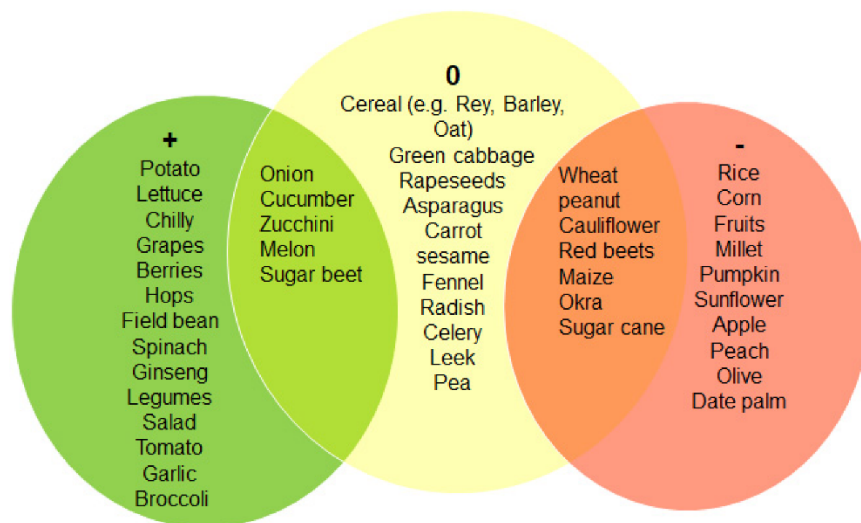 +
Potato
Lettuce
Chilly
Grapes
Berries
Hops
Field bean
Spinach
Ginseng
Legumes
Salad
Tomato
Garlic
Broccoli
Onion
Cucumber
Zucchini
Melon
Sugar beet
0
Cereal (e.g. Rey, Barley,
Oat)
Green cabbage
Rapeseeds
Asparagus
Carrot
sesame
Fennel
Radish
Celery
Leek
Pea
Wheat
peanut
Cauliflower
Red beets
Maize
Okra
Sugar cane
-
Rice
Corn
Fruits
Millet
Pumpkin
Sunflower
Apple
Peach
Olive
Date palm